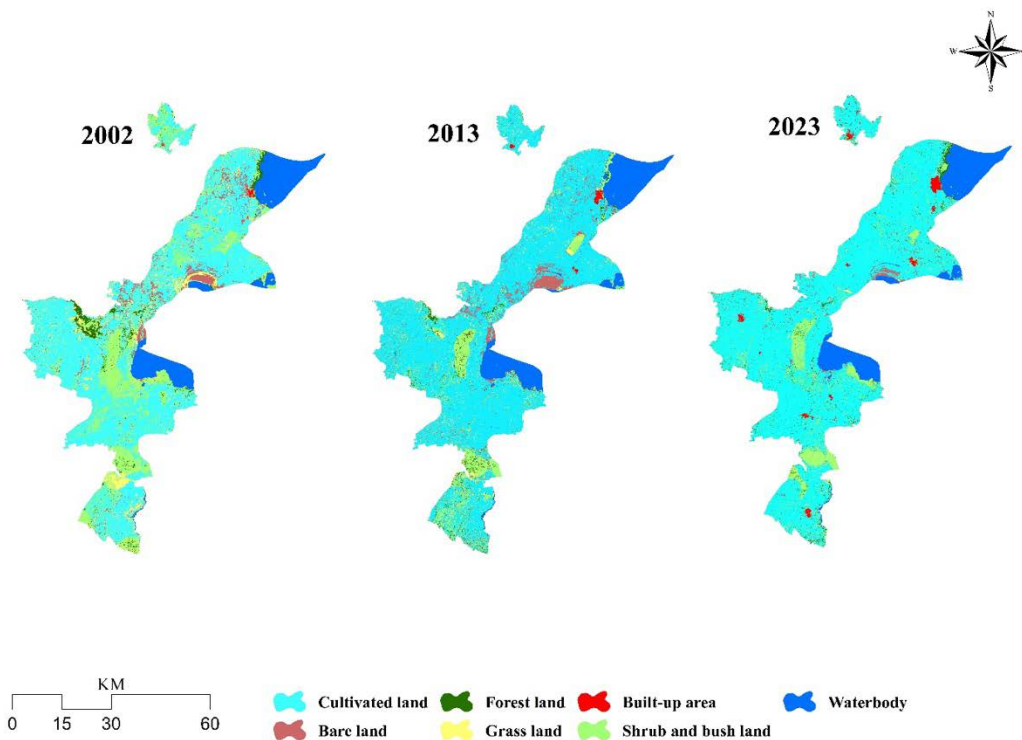 N
W E
S
2002 2013 2023
KM
0 15 30 60
Cultivated land Forest land Built-up area Waterbody
Bare land Grass land Shrub and bush land